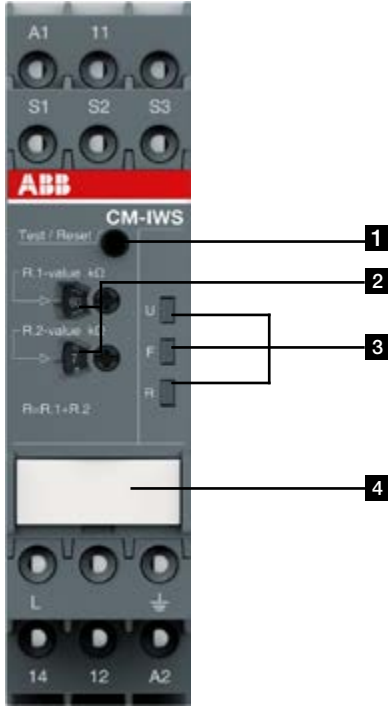 A1 11
S1 S2 S3
ABB
CM-IWS
Test / Reset
R.1-value kΩ
R.2-value kΩ
R=R.1+R.2
U
F
R
L ⏚
14 12 A2
1
2
3
4